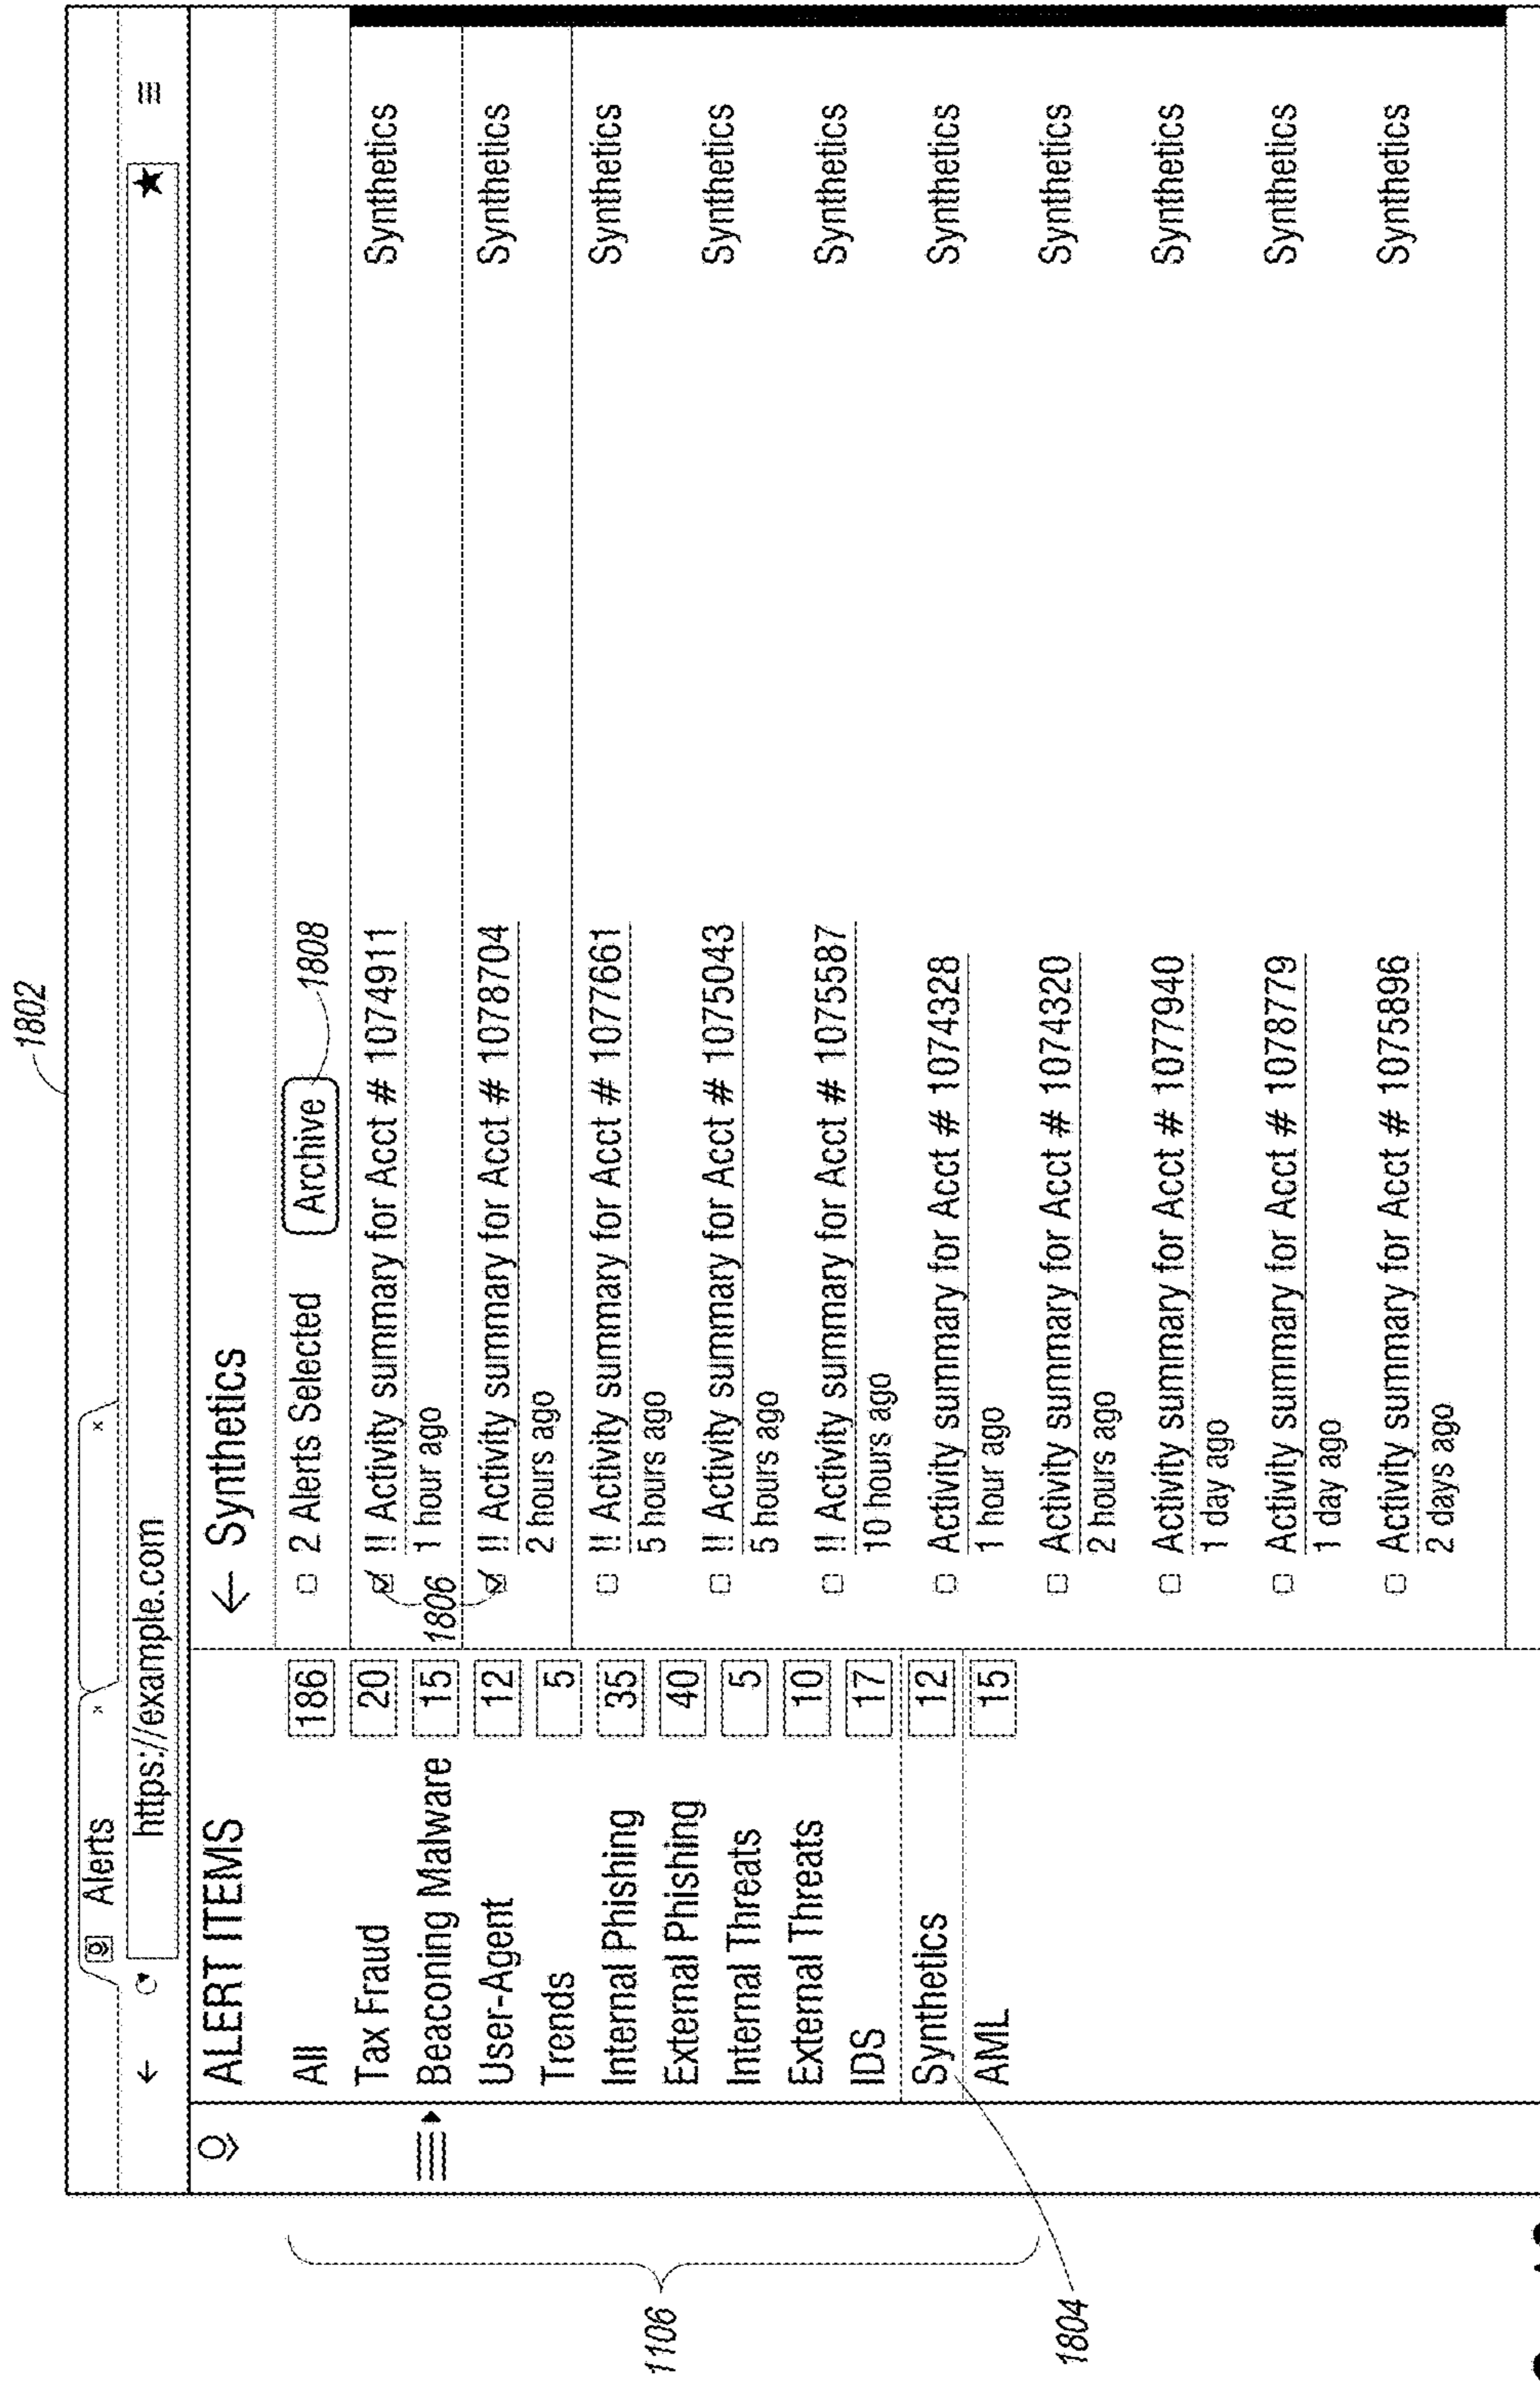 1802
Alerts × ×
https://example.com
ALERT ITEMS
All 186
Tax Fraud 20
Beaconing Malware 15
User-Agent 12
Trends 5
Internal Phishing 35
External Phishing 40
Internal Threats 5
External Threats 10
IDS 17
Synthetics 12
AML 15
1106
1804
← Synthetics
2 Alerts Selected Archive 1808
!! Activity summary for Acct # 1074911 Synthetics
1 hour ago
1806
!! Activity summary for Acct # 1078704 Synthetics
2 hours ago
!! Activity summary for Acct # 1077661 Synthetics
5 hours ago
!! Activity summary for Acct # 1075043 Synthetics
5 hours ago
!! Activity summary for Acct # 1075587 Synthetics
10 hours ago
Activity summary for Acct # 1074328 Synthetics
1 hour ago
Activity summary for Acct # 1074320 Synthetics
2 hours ago
Activity summary for Acct # 1077940 Synthetics
1 day ago
Activity summary for Acct # 1078779 Synthetics
1 day ago
Activity summary for Acct # 1075896 Synthetics
2 days ago